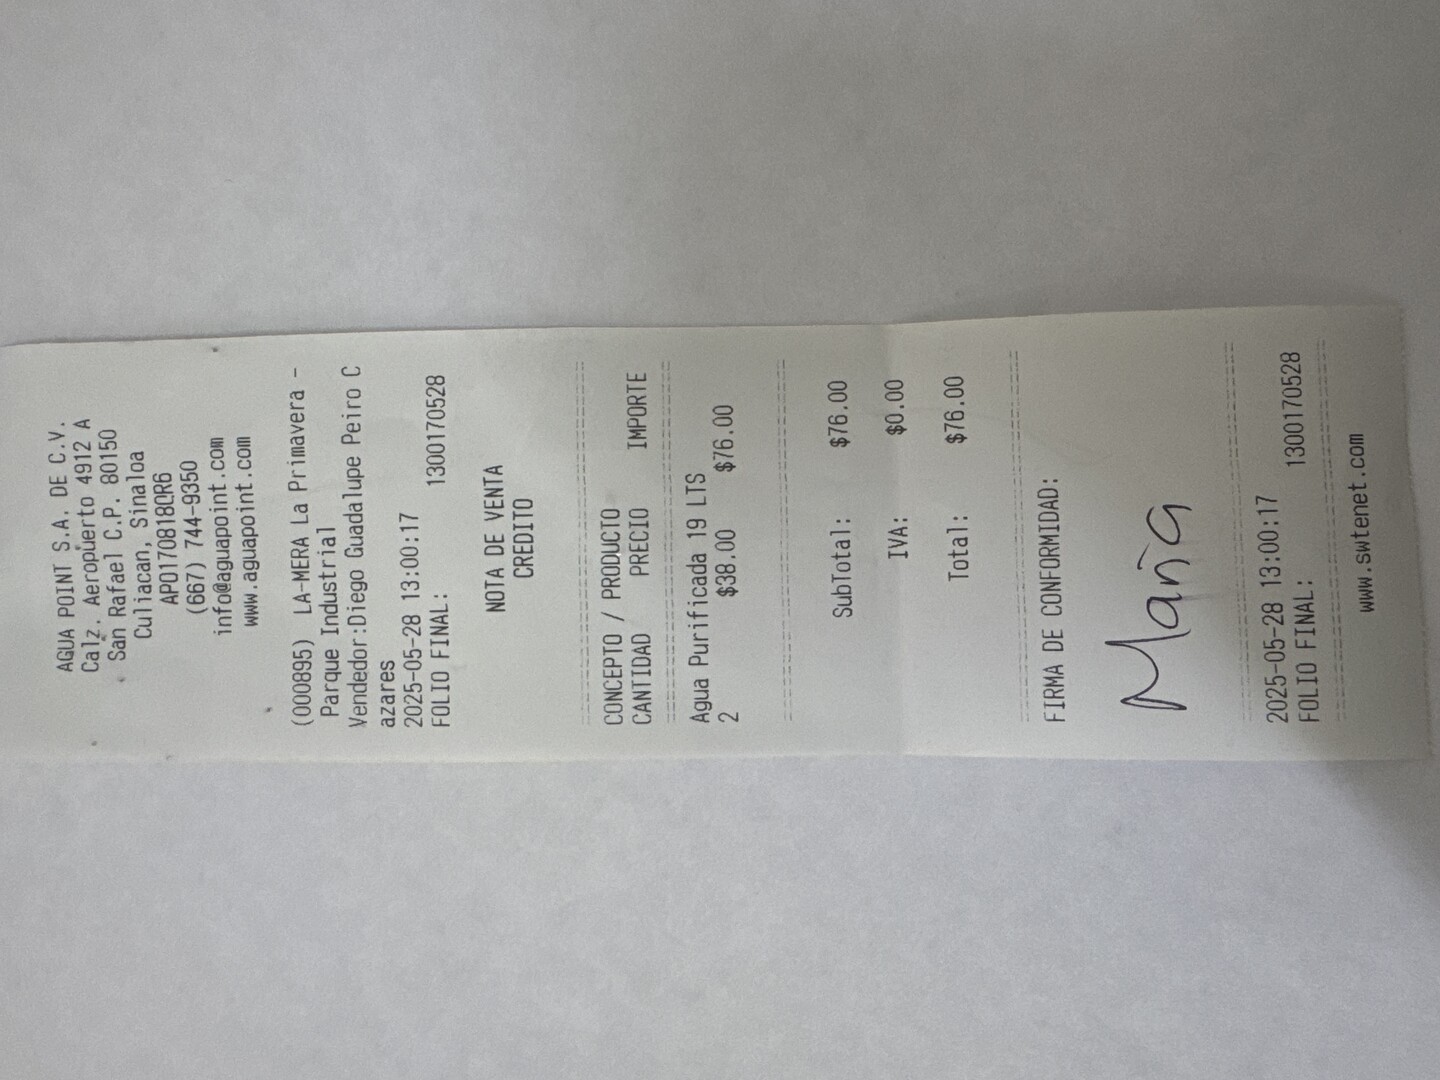 AGUA POINT S.A. DE C.V.
Calz. Aeropuerto 4912 A
San Rafael C.P. 80150
Culiacan, Sinaloa
APO170818QR6
(667) 744-9350
info@aguapoint.com
www.aguapoint.com
(000895) LA-MERA La Primavera -
Parque Industrial
Vendedor:Diego Guadalupe Peiro C
azares
2025-05-28 13:00:17
FOLIO FINAL: 1300170528
NOTA DE VENTA
CREDITO
CONCEPTO / PRODUCTO
CANTIDAD PRECIO IMPORTE
Agua Purificada 19 LTS
2 $38.00 $76.00
SubTotal: $76.00
IVA: $0.00
Total: $76.00
FIRMA DE CONFORMIDAD:
Maria
2025-05-28 13:00:17
FOLIO FINAL: 1300170528
www.swtenet.com